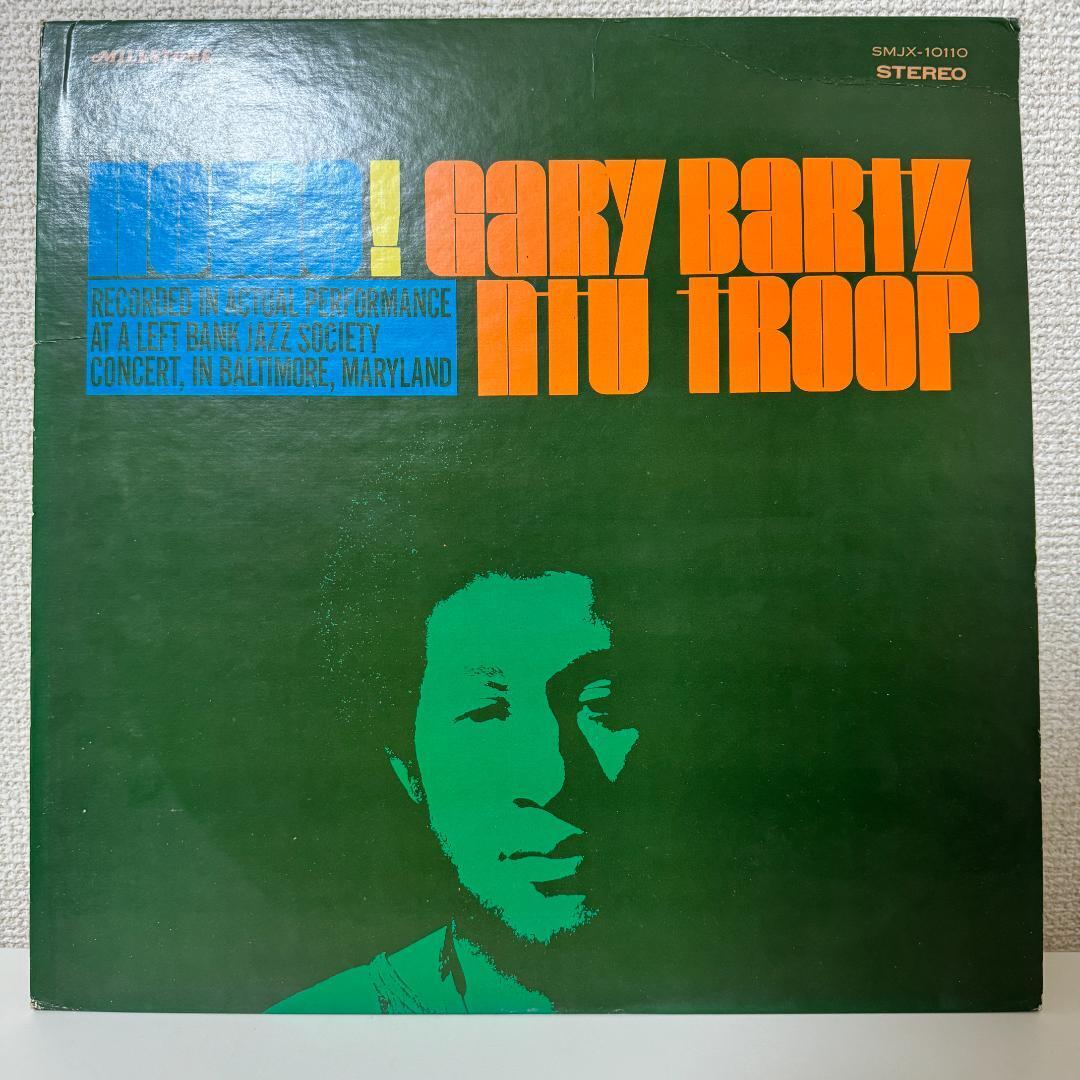 MILESTONE
SMJX-10110
STEREO
HOME! GARY BARTZ
NTU TROOP
RECORDED IN ACTUAL PERFORMANCE
AT A LEFT BANK JAZZ SOCIETY
CONCERT, IN BALTIMORE, MARYLAND